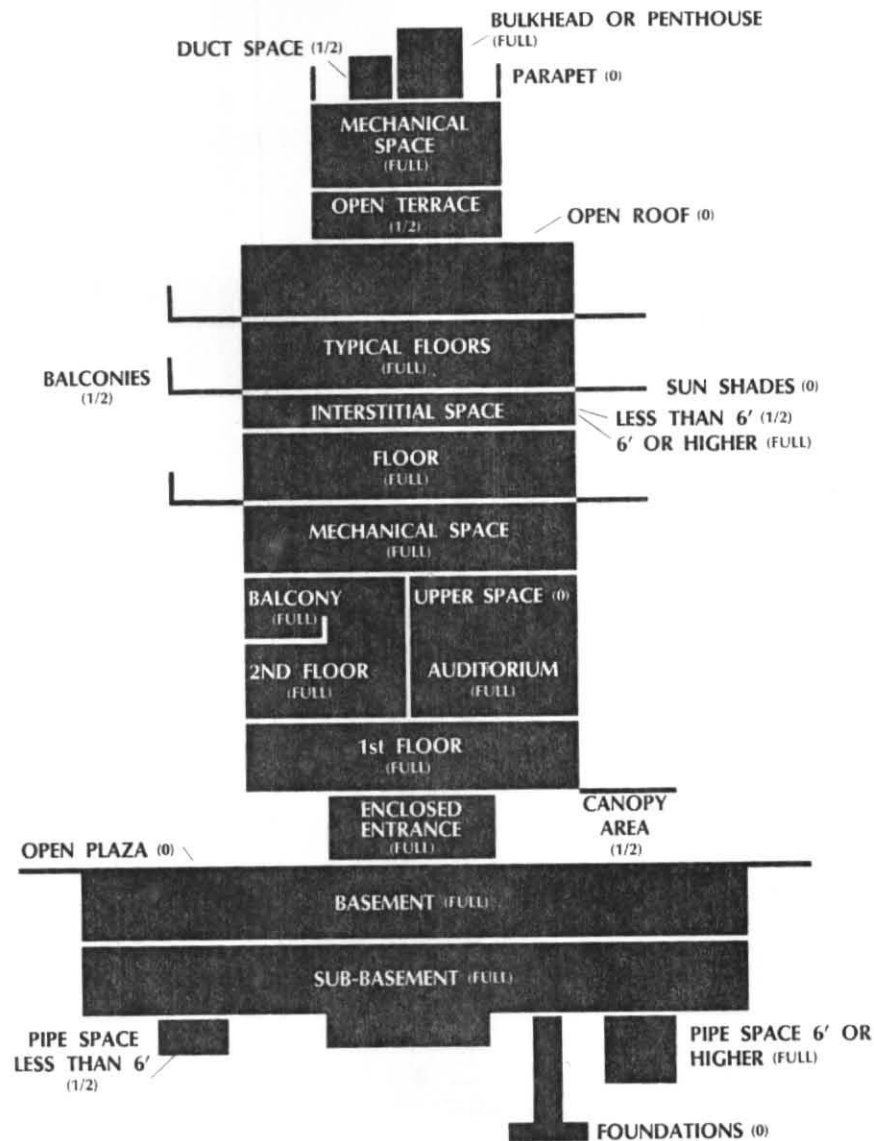 BULKHEAD OR PENTHOUSE
(FULL)
DUCT SPACE (1/2)
PARAPET (0)
MECHANICAL
SPACE
(FULL)
OPEN TERRACE
(1/2)
OPEN ROOF (0)
TYPICAL FLOORS
(FULL)
BALCONIES
(1/2)
SUN SHADES (0)
INTERSTITIAL SPACE
LESS THAN 6' (1/2)
6' OR HIGHER (FULL)
FLOOR
(FULL)
MECHANICAL SPACE
(FULL)
BALCONY
(FULL)
UPPER SPACE (0)
2ND FLOOR
(FULL)
AUDITORIUM
(FULL)
1st FLOOR
(FULL)
ENCLOSED
ENTRANCE
(FULL)
CANOPY
AREA
(1/2)
OPEN PLAZA (0)
BASEMENT (FULL)
SUB-BASEMENT (FULL)
PIPE SPACE
LESS THAN 6'
(1/2)
PIPE SPACE 6' OR
HIGHER (FULL)
FOUNDATIONS (0)